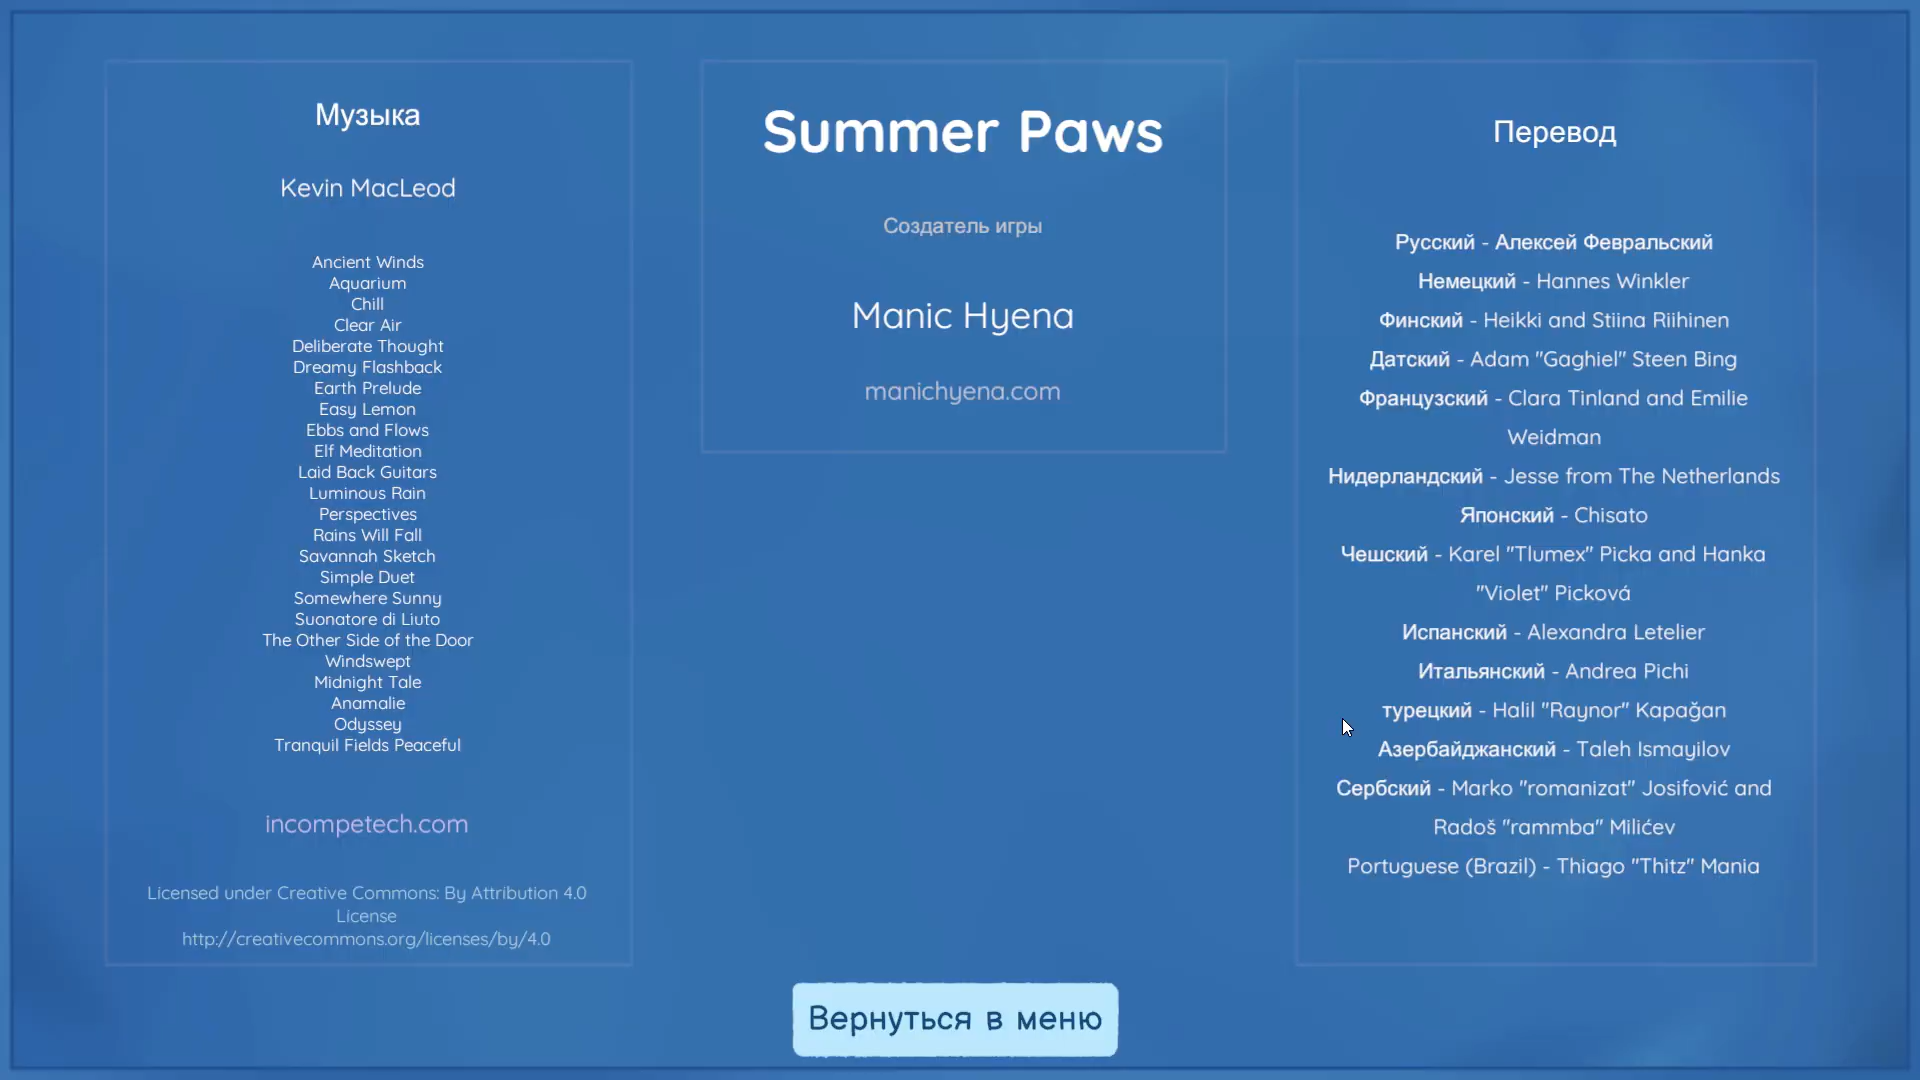 Музыка
Kevin MacLeod
Ancient Winds
Aquarium
Chill
Clear Air
Deliberate Thought
Dreamy Flashback
Earth Prelude
Easy Lemon
Ebbs and Flows
Elf Meditation
Laid Back Guitars
Luminous Rain
Perspectives
Rains Will Fall
Savannah Sketch
Simple Duet
Somewhere Sunny
Suonatore di Liuto
The Other Side of the Door
Windswept
Midnight Tale
Anamalie
Odyssey
Tranquil Fields Peaceful
incompetech.com
Licensed under Creative Commons: By Attribution 4.0
License
http://creativecommons.org/licenses/by/4.0
Summer Paws
Создатель игры
Manic Hyena
manichyena.com
Перевод
Русский - Алексей Февральский
Немецкий - Hannes Winkler
Финский - Heikki and Stiina Riihinen
Датский - Adam "Gaghiel" Steen Bing
Французский - Clara Tinland and Emilie
Weidman
Нидерландский - Jesse from The Netherlands
Японский - Chisato
Чешский - Karel "Tlumex" Picka and Hanka
"Violet" Picková
Испанский - Alexandra Letelier
Итальянский - Andrea Pichi
турецкий - Halil "Raynor" Kapağan
Азербайджанский - Taleh Ismayilov
Сербский - Marko "romanizat" Josifović and
Radoš "rammba" Milićev
Portuguese (Brazil) - Thiago "Thitz" Mania
Вернуться в меню